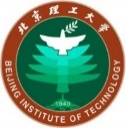 北京理工大学
1940
BEIJING INSTITUTE OF TECHNOLOGY